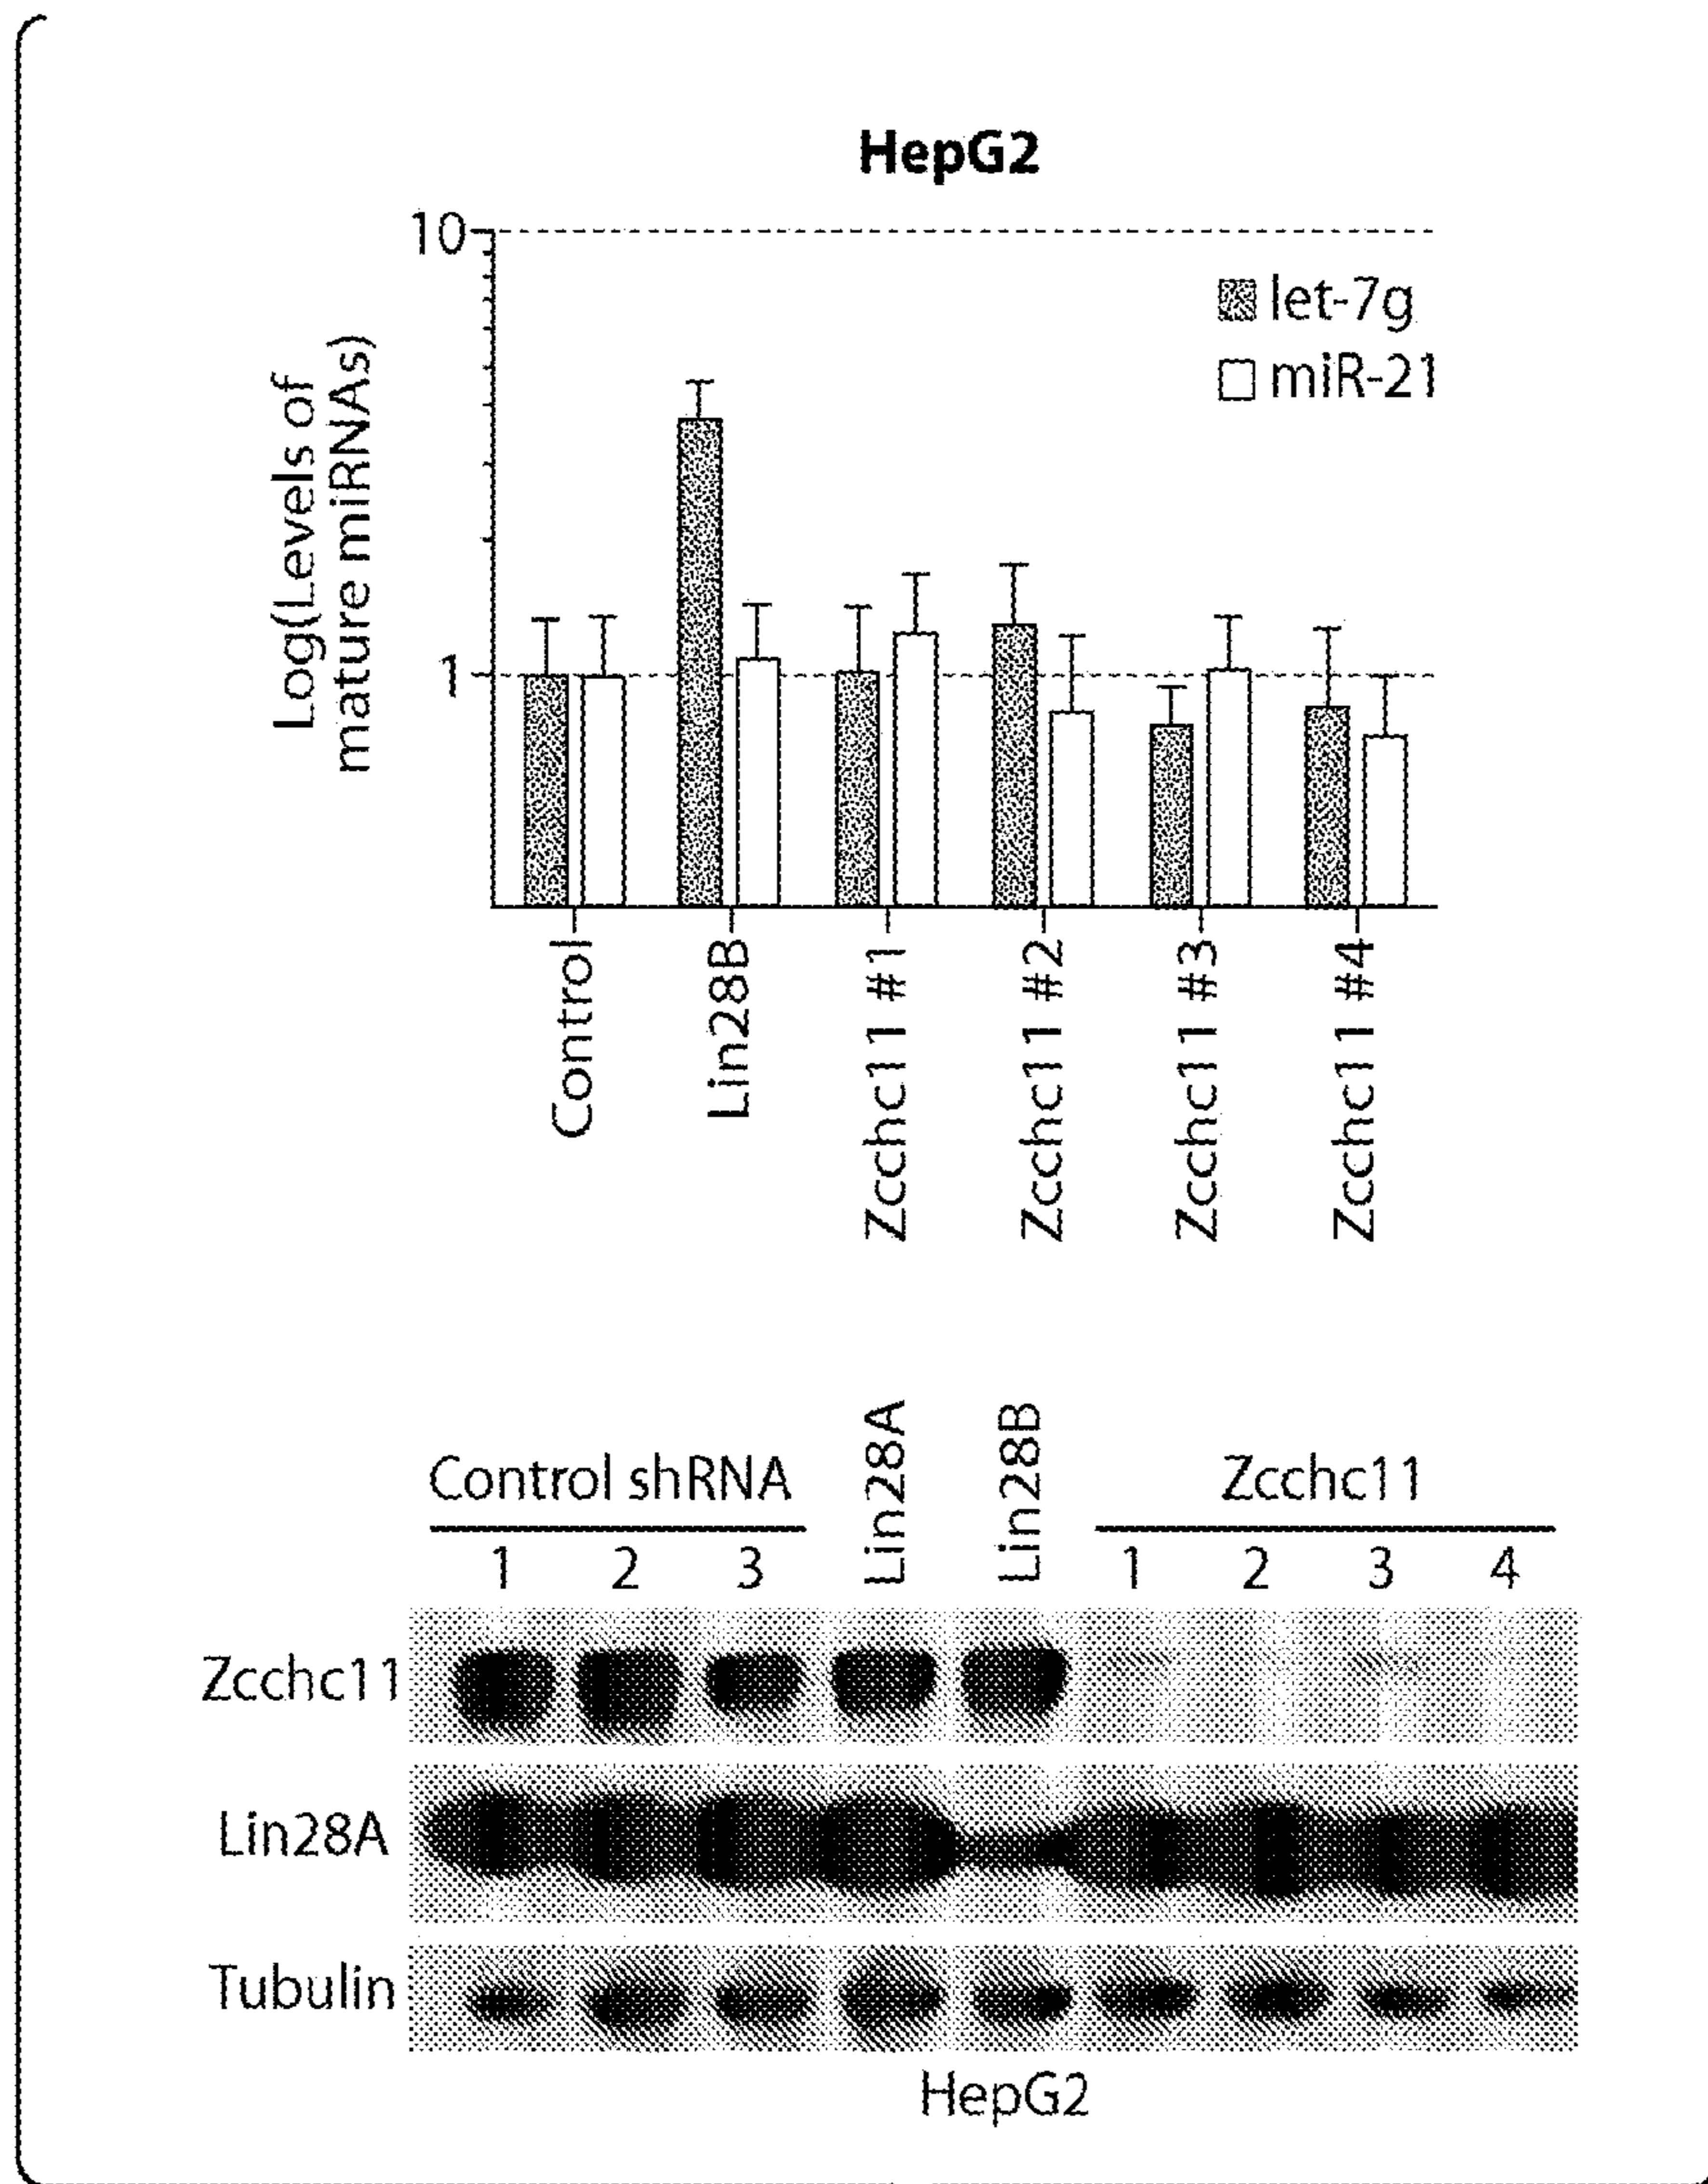 HepG2
10
1
Log(Levels of
mature miRNAs)
let-7g
miR-21
Control
Lin28B
Zcchc11 #1
Zcchc11 #2
Zcchc11 #3
Zcchc11 #4
Control shRNA
Lin28A
Lin28B
Zcchc11
1 2 3
1 2 3 4
Zcchc11
Lin28A
Tubulin
HepG2